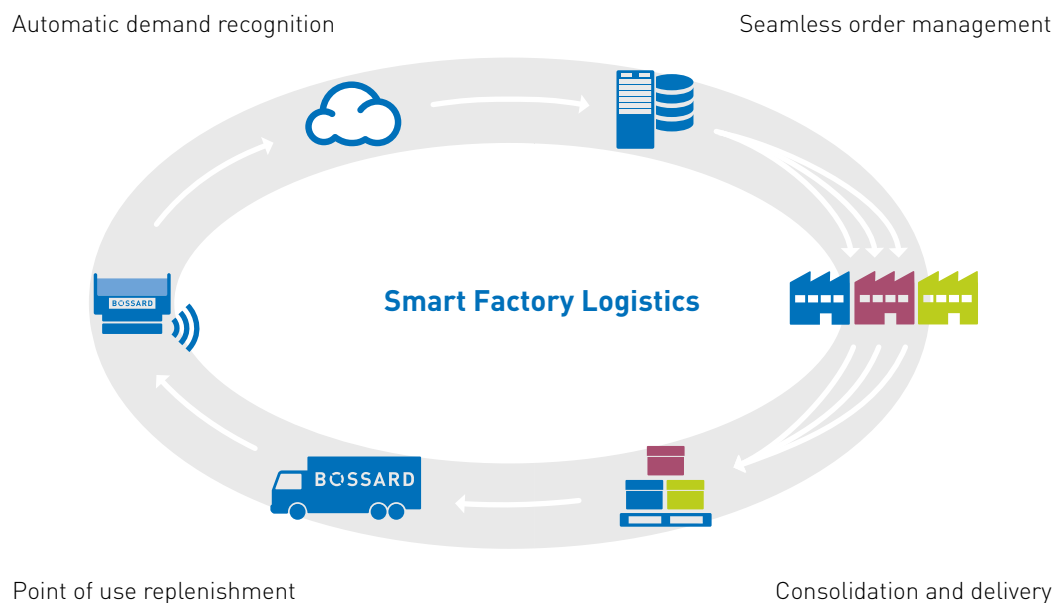 Automatic demand recognition
Seamless order management
BOSSARD
Smart Factory Logistics
BOSSARD
Point of use replenishment
Consolidation and delivery